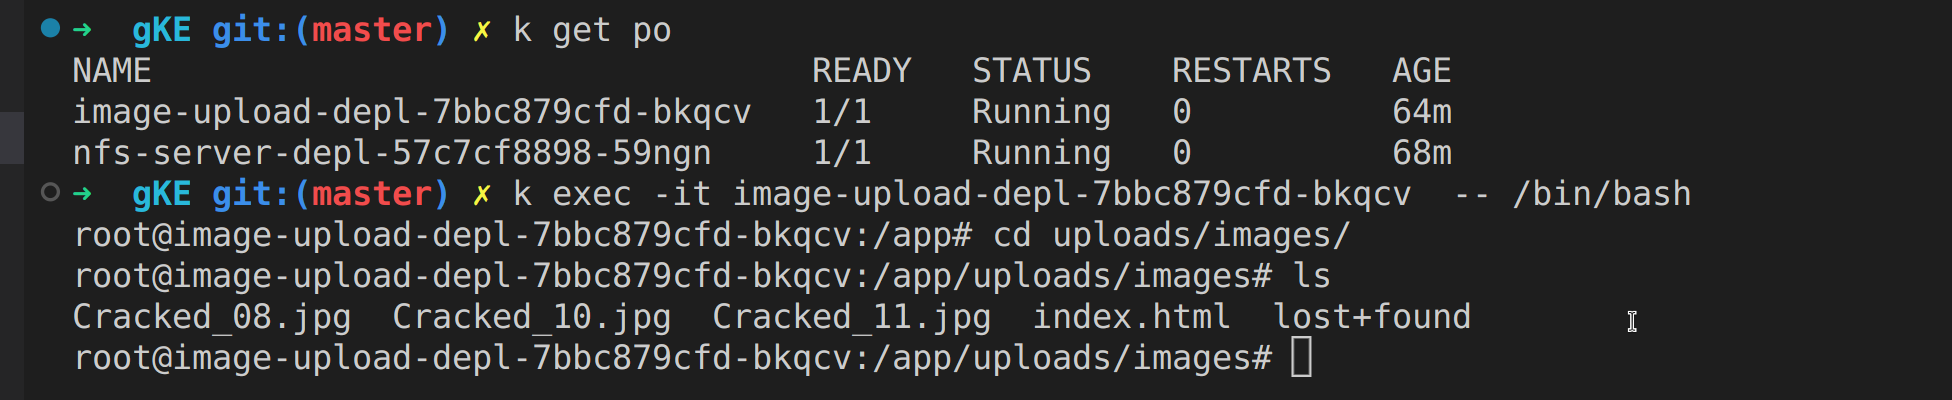 ➜  gKE git:(master) ✗ k get po
NAME                                 READY   STATUS    RESTARTS   AGE
image-upload-depl-7bbc879cfd-bkqcv   1/1     Running   0          64m
nfs-server-depl-57c7cf8898-59ngn     1/1     Running   0          68m
➜  gKE git:(master) ✗ k exec -it image-upload-depl-7bbc879cfd-bkqcv  -- /bin/bash
root@image-upload-depl-7bbc879cfd-bkqcv:/app# cd uploads/images/
root@image-upload-depl-7bbc879cfd-bkqcv:/app/uploads/images# ls
Cracked_08.jpg  Cracked_10.jpg  Cracked_11.jpg  index.html  lost+found
root@image-upload-depl-7bbc879cfd-bkqcv:/app/uploads/images#